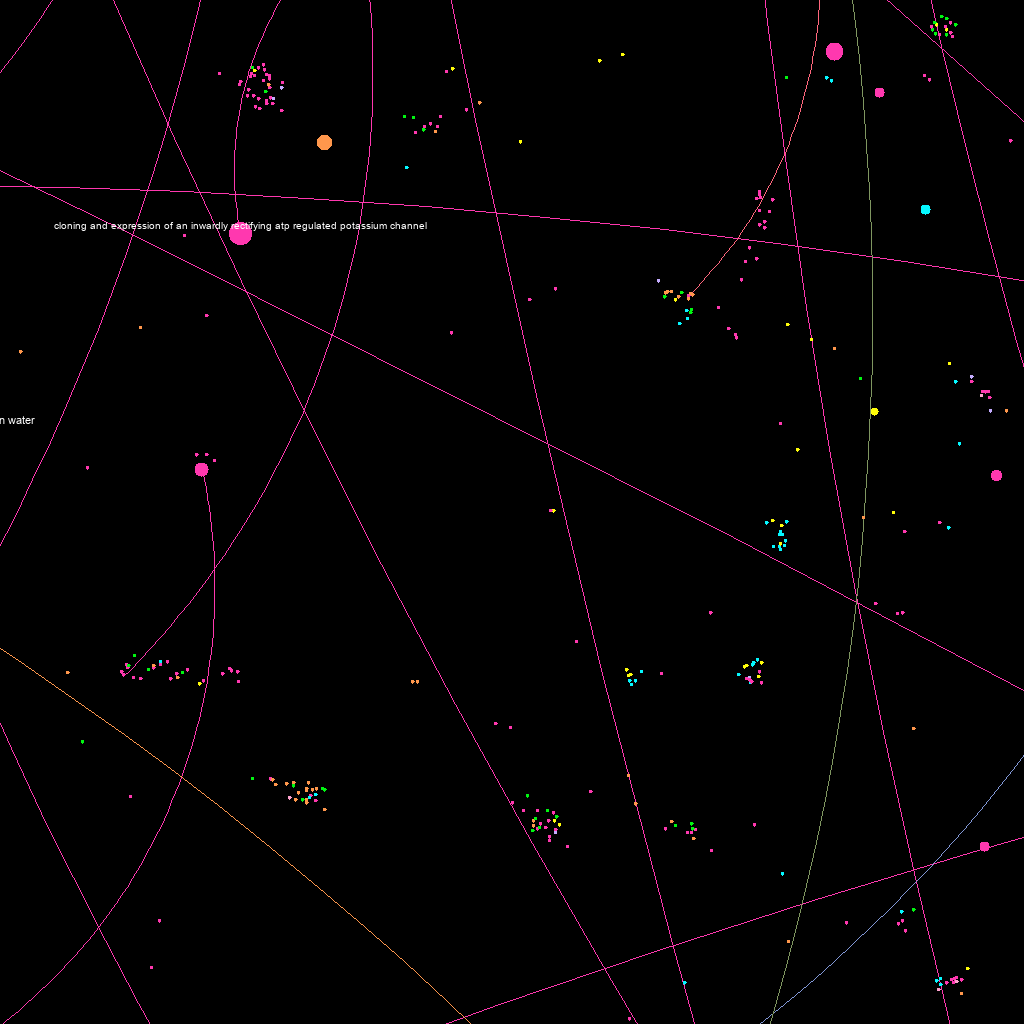 cloning and expression of an inwardly rectifying atp regulated potassium channel
n water